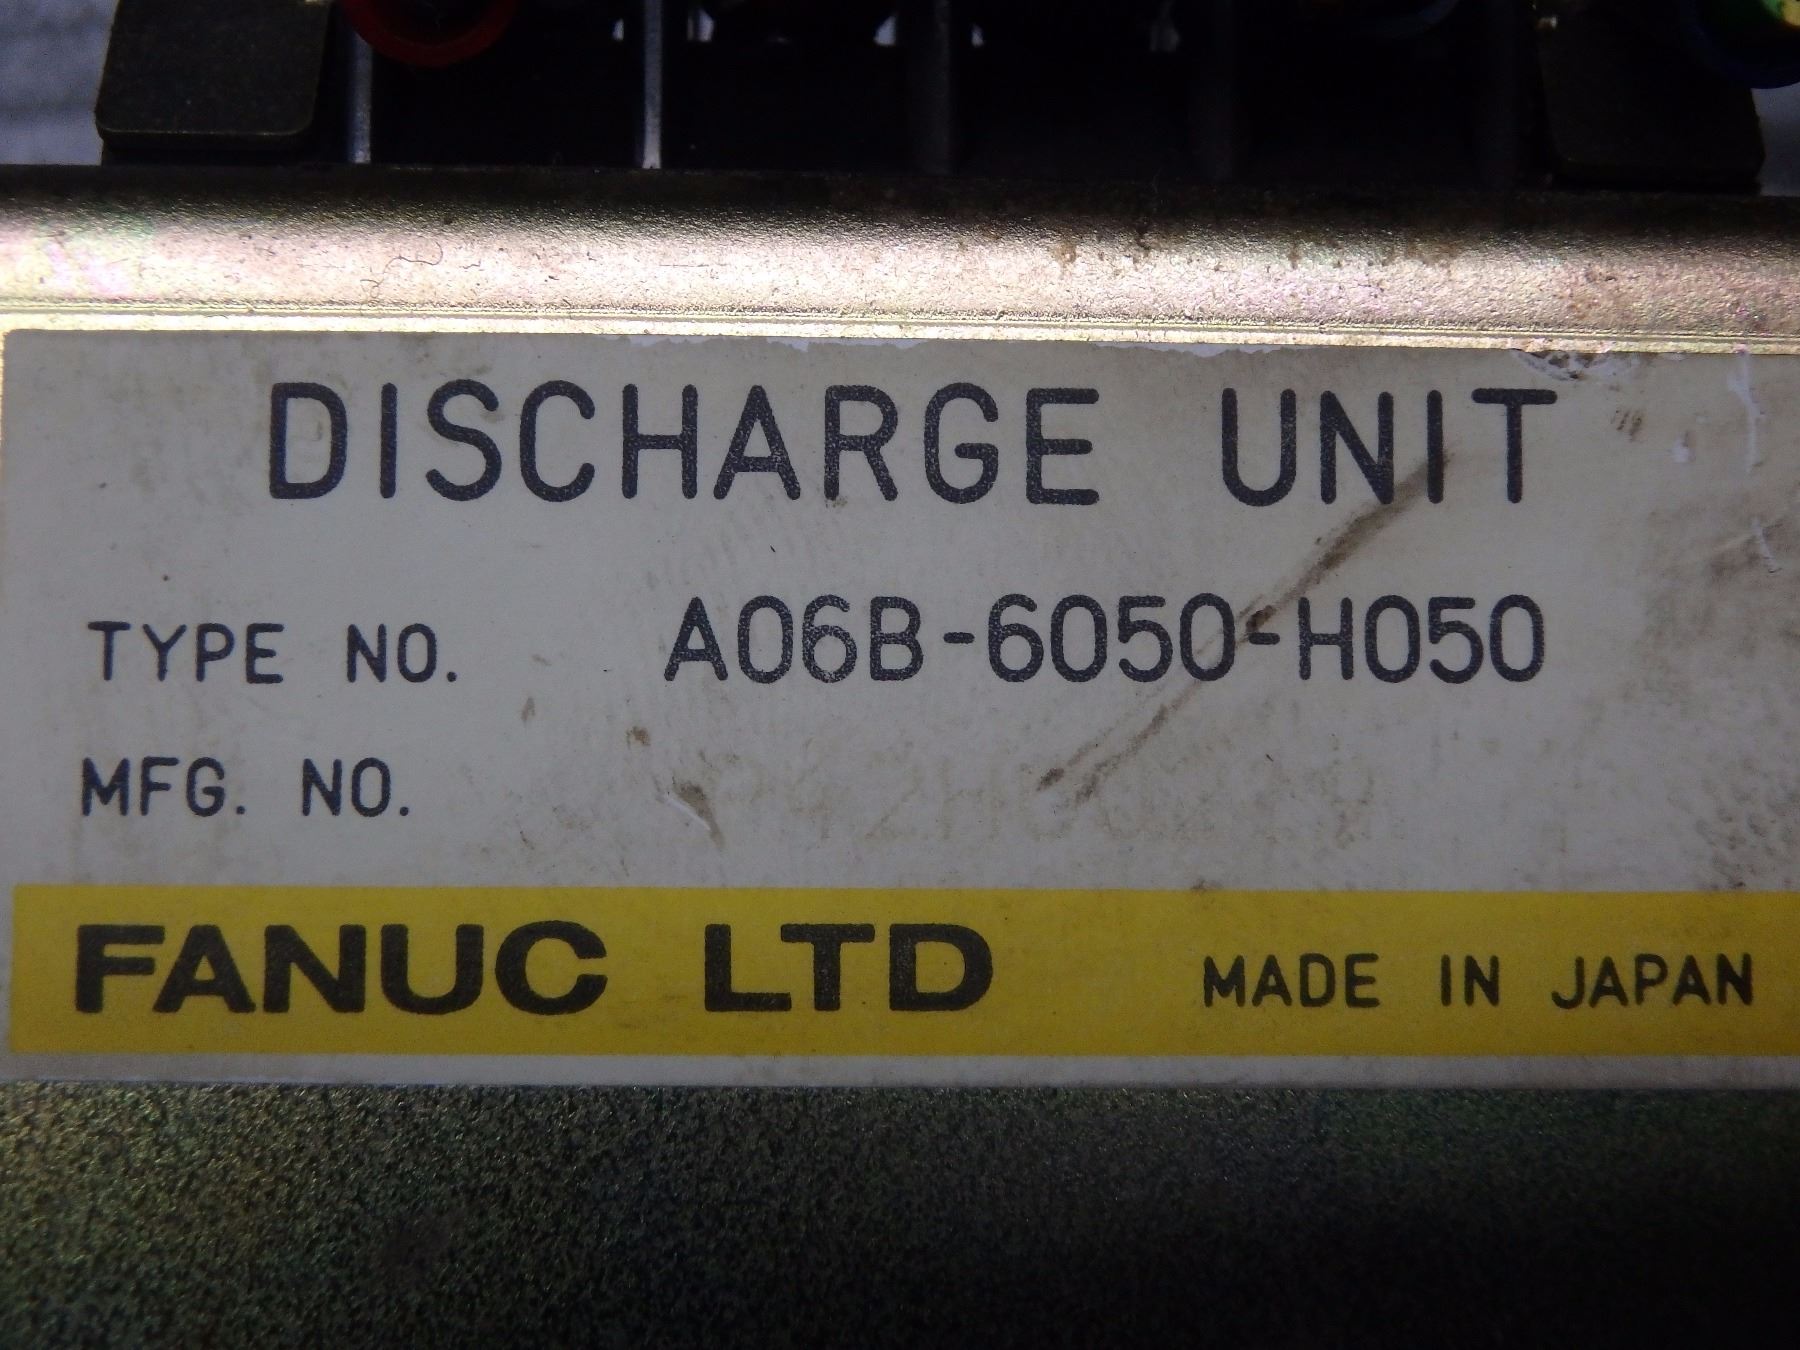 DISCHARGE UNIT
TYPE NO. A06B-6050-H050
MFG. NO.
FANUC LTD MADE IN JAPAN